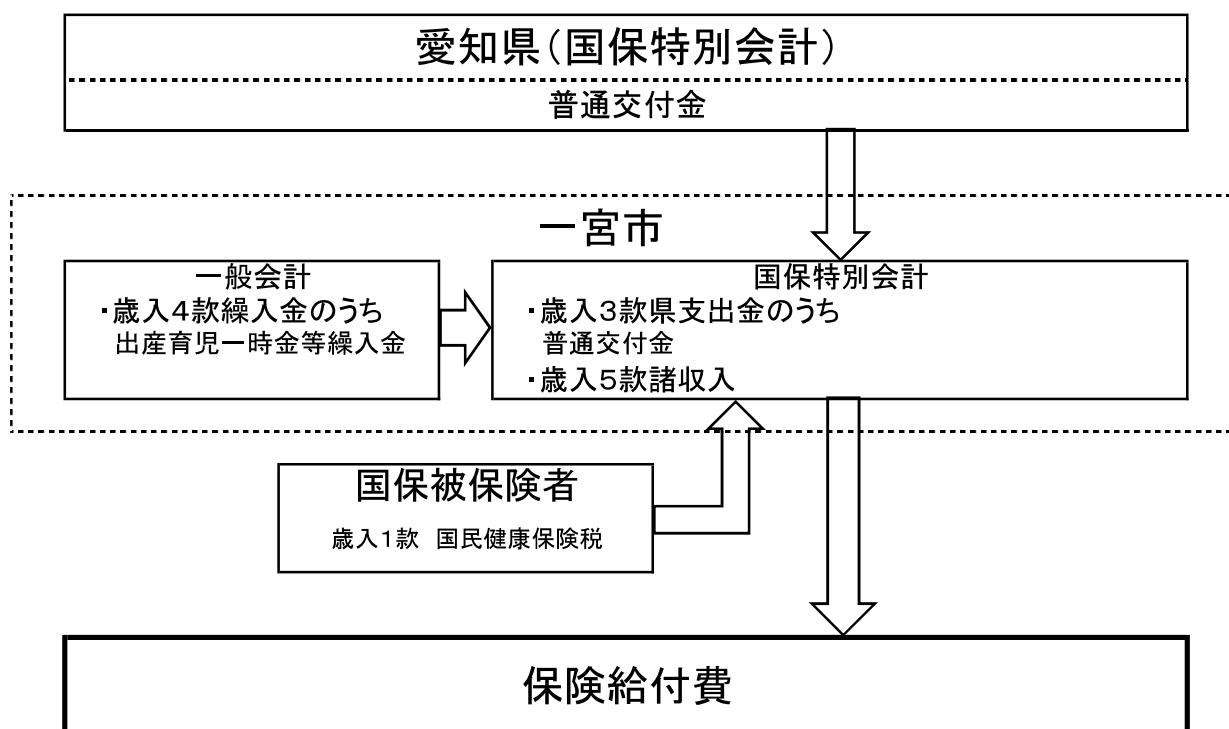 愛知県（国保特別会計）
普通交付金
一宮市
一般会計
・歳入４款繰入金のうち
出産育児一時金等繰入金
国保特別会計
・歳入３款県支出金のうち
普通交付金
・歳入５款諸収入
国保被保険者
歳入１款　国民健康保険税
保険給付費